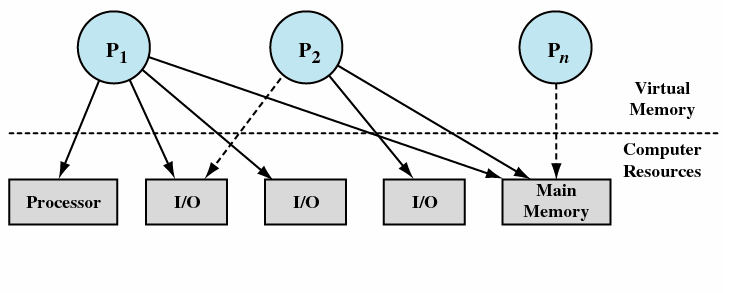 P1
P2
Pn
Virtual
Memory
Computer
Resources
Processor
I/O
I/O
I/O
Main
Memory